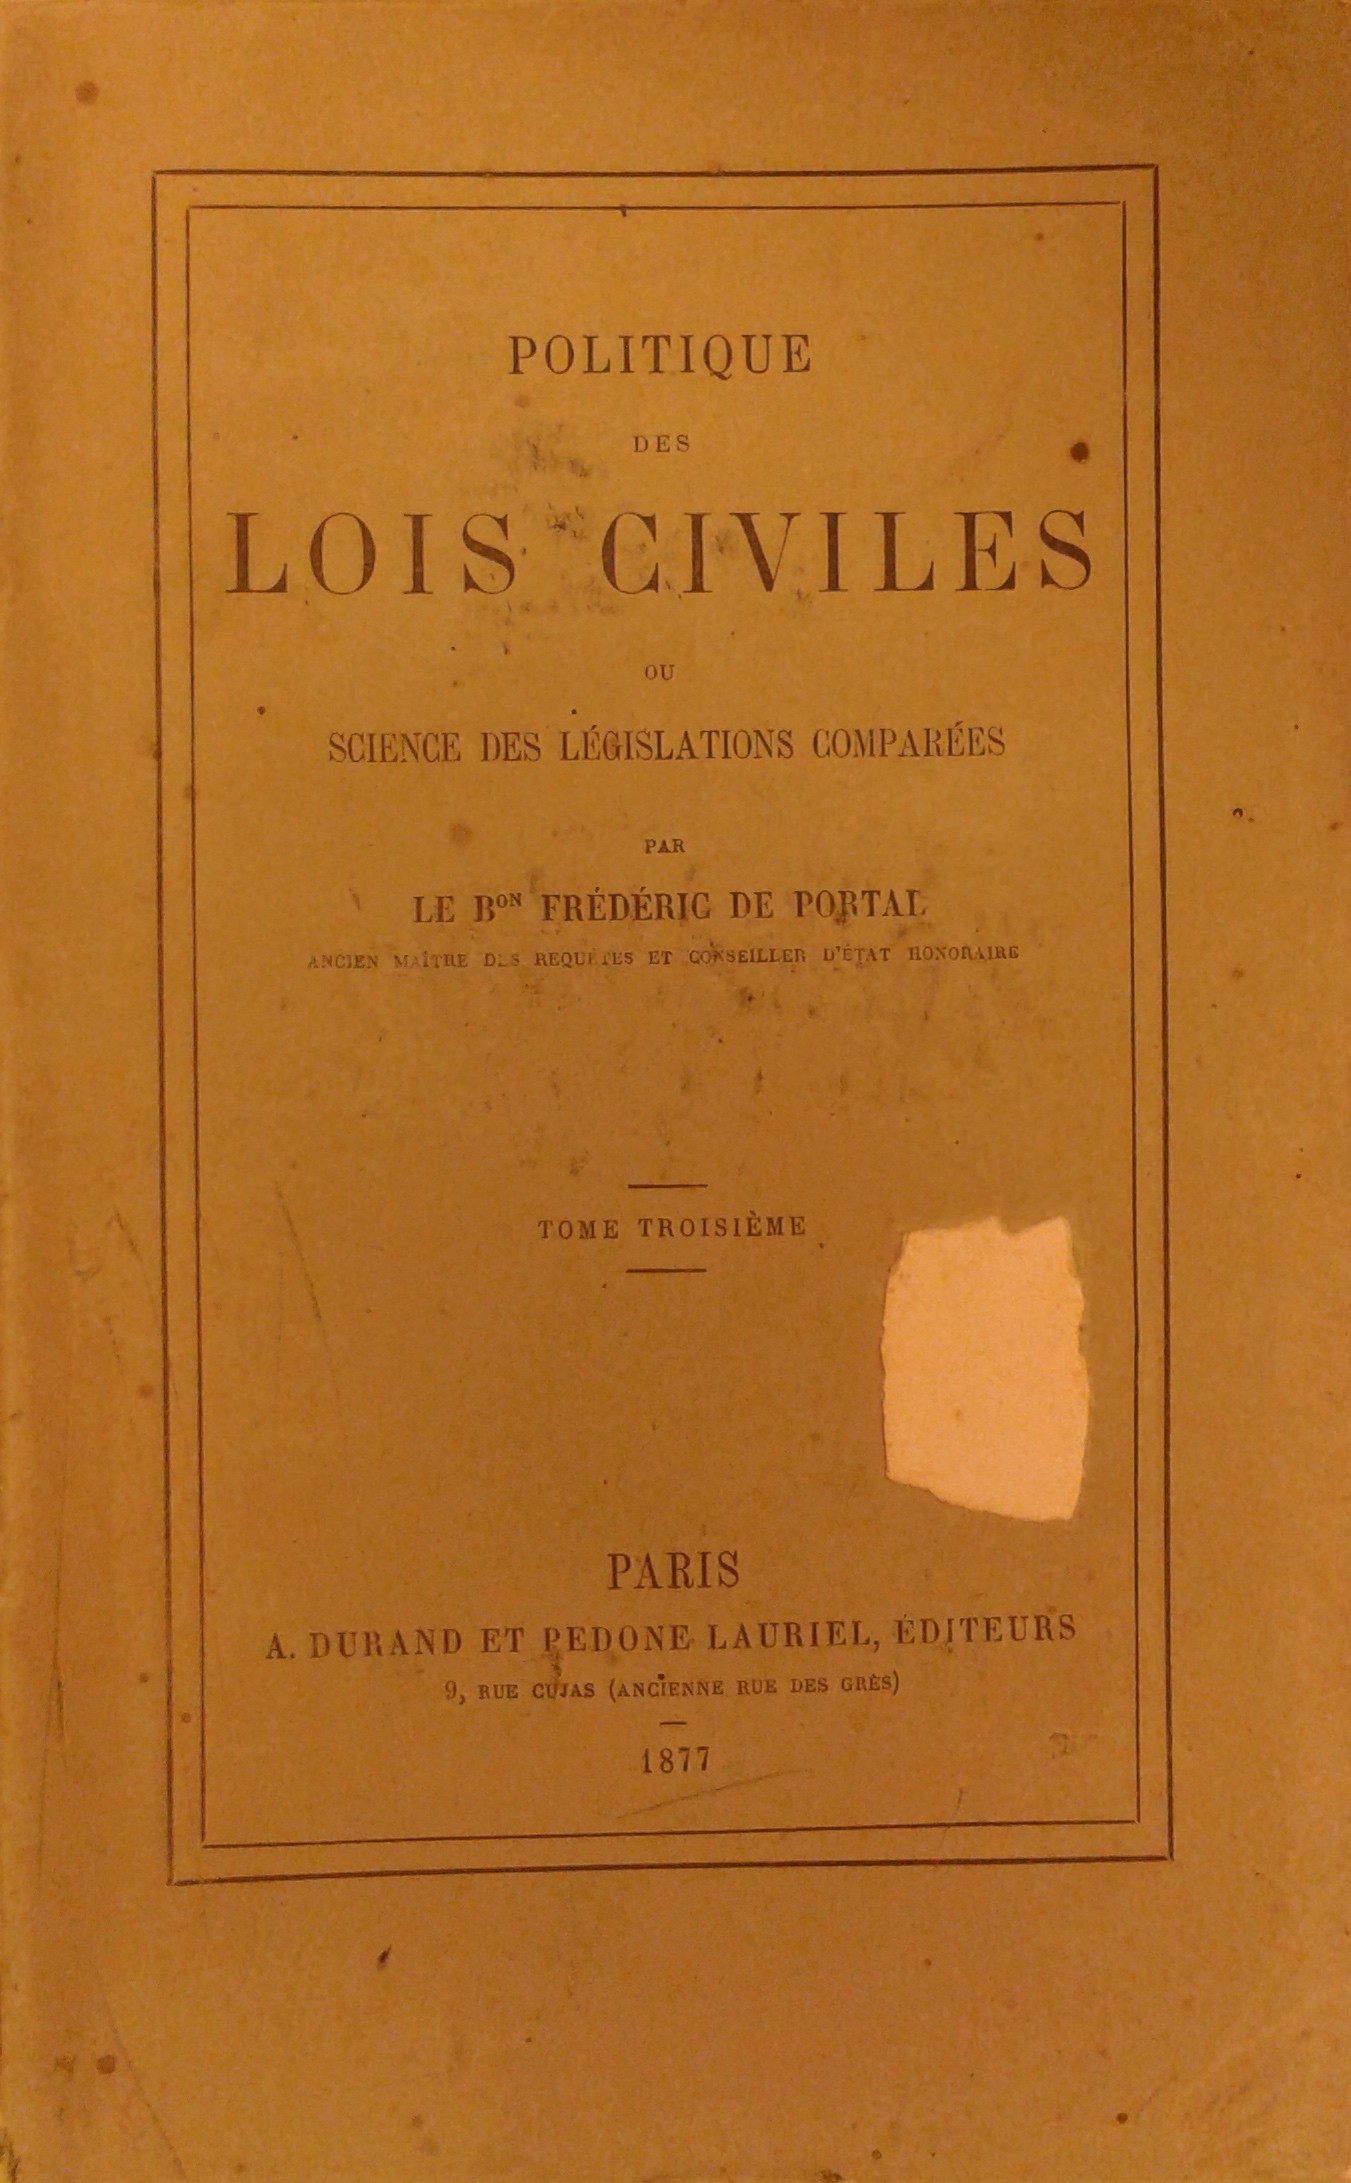 POLITIQUE
DES
LOIS CIVILES
OU
SCIENCE DES LÉGISLATIONS COMPARÉES
PAR
LE BON FRÉDÉRIC DE PORTAL
ANCIEN MAÎTRE DES REQUÊTES ET CONSEILLER D'ÉTAT HONORAIRE
TOME TROISIÈME
PARIS
A. DURAND ET PEDONE LAURIEL, ÉDITEURS
9, RUE CUJAS (ANCIENNE RUE DES GRÈS)
1877